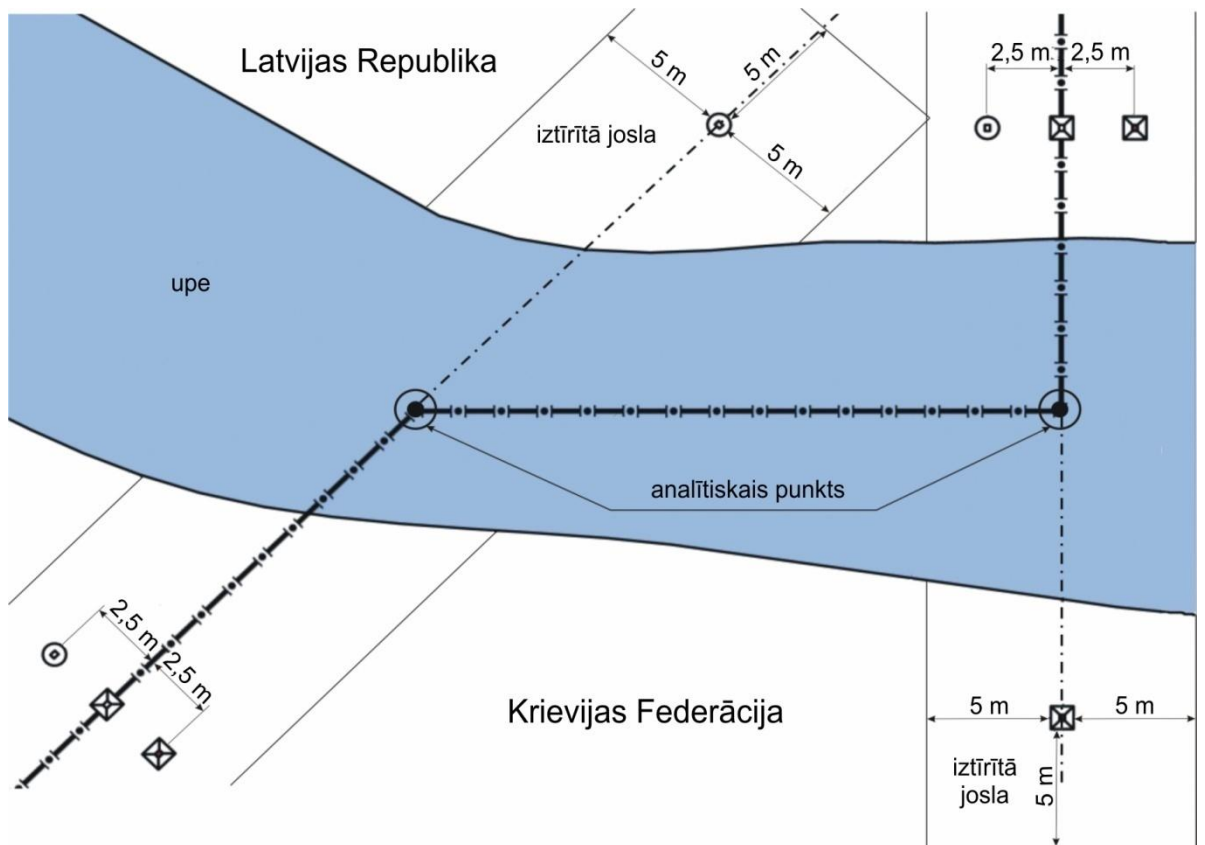 Latvijas Republika
5 m
5 m
2,5 m
2,5 m
iztīrītā josla
5 m
upe
analītiskais punkts
2,5 m
2,5 m
Krievijas Federācija
5 m
5 m
iztīrītā
josla
5 m